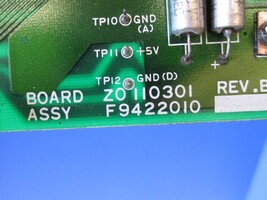 TP10 GND
(A)
TP11 +5V
TP12 GND(D)
+
BOARD Z0110301 REV.B
ASSY F9422010